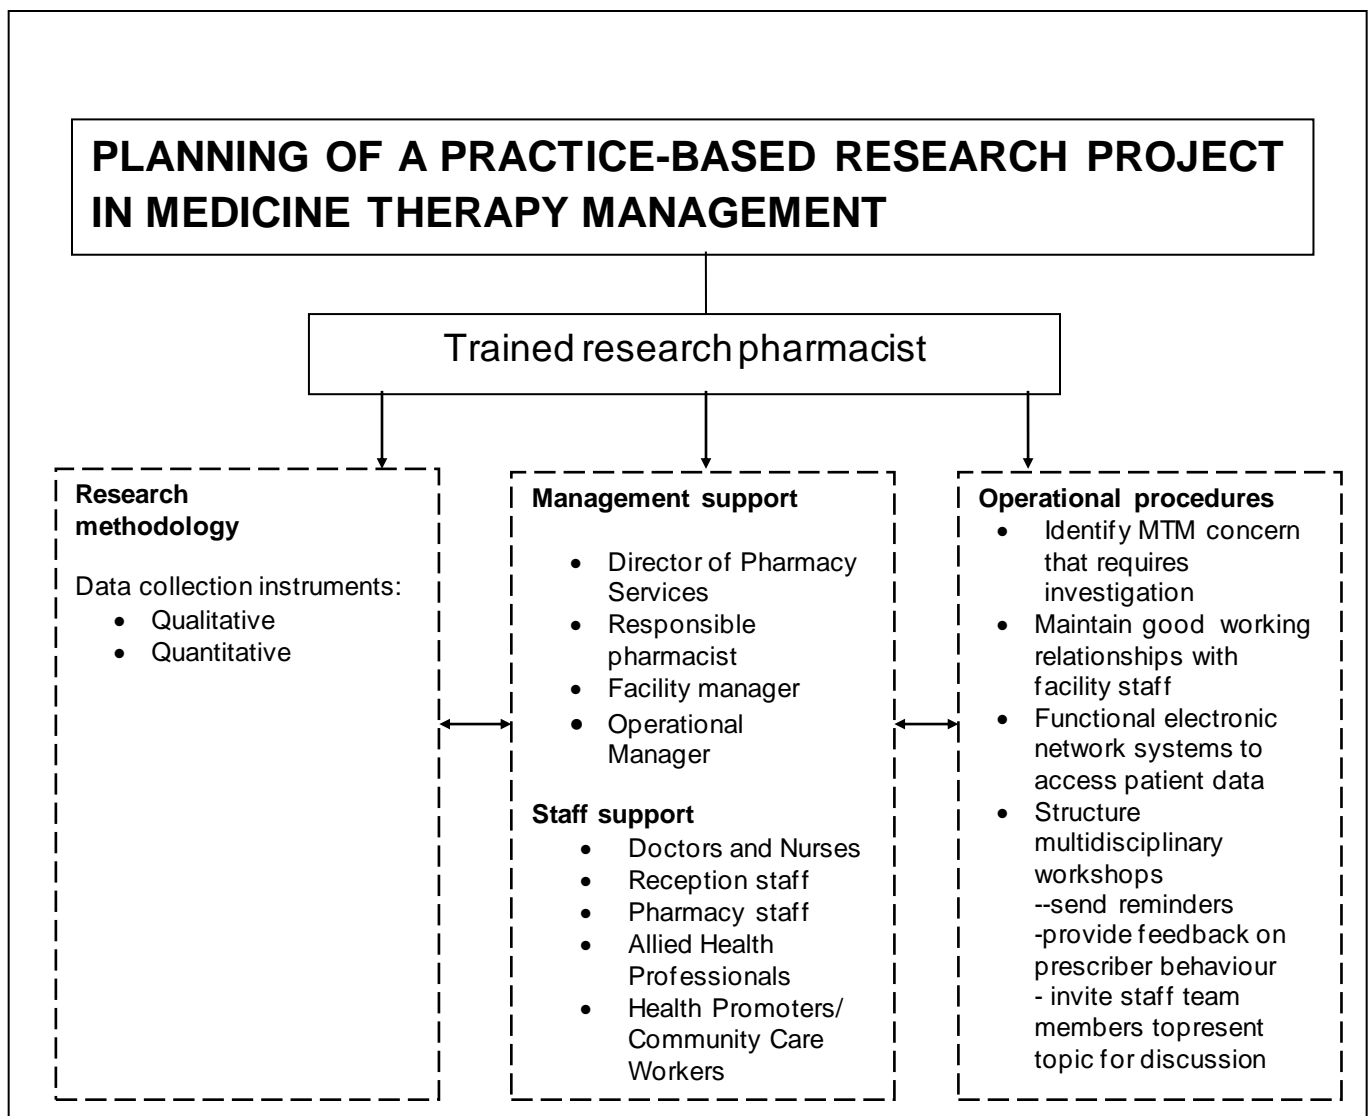 PLANNING OF A PRACTICE-BASED RESEARCH PROJECT
IN MEDICINE THERAPY MANAGEMENT
Trained research pharmacist
Research
methodology
Data collection instruments:
• Qualitative
• Quantitative
Management support
• Director of Pharmacy
Services
• Responsible
pharmacist
• Facility manager
• Operational
Manager
Staff support
• Doctors and Nurses
• Reception staff
• Pharmacy staff
• Allied Health
Professionals
• Health Promoters/
Community Care
Workers
Operational procedures
• Identify MTM concern
that requires
investigation
• Maintain good working
relationships with
facility staff
• Functional electronic
network systems to
access patient data
• Structure
multidisciplinary
workshops
--send reminders
-provide feedback on
prescriber behaviour
- invite staff team
members topresent
topic for discussion